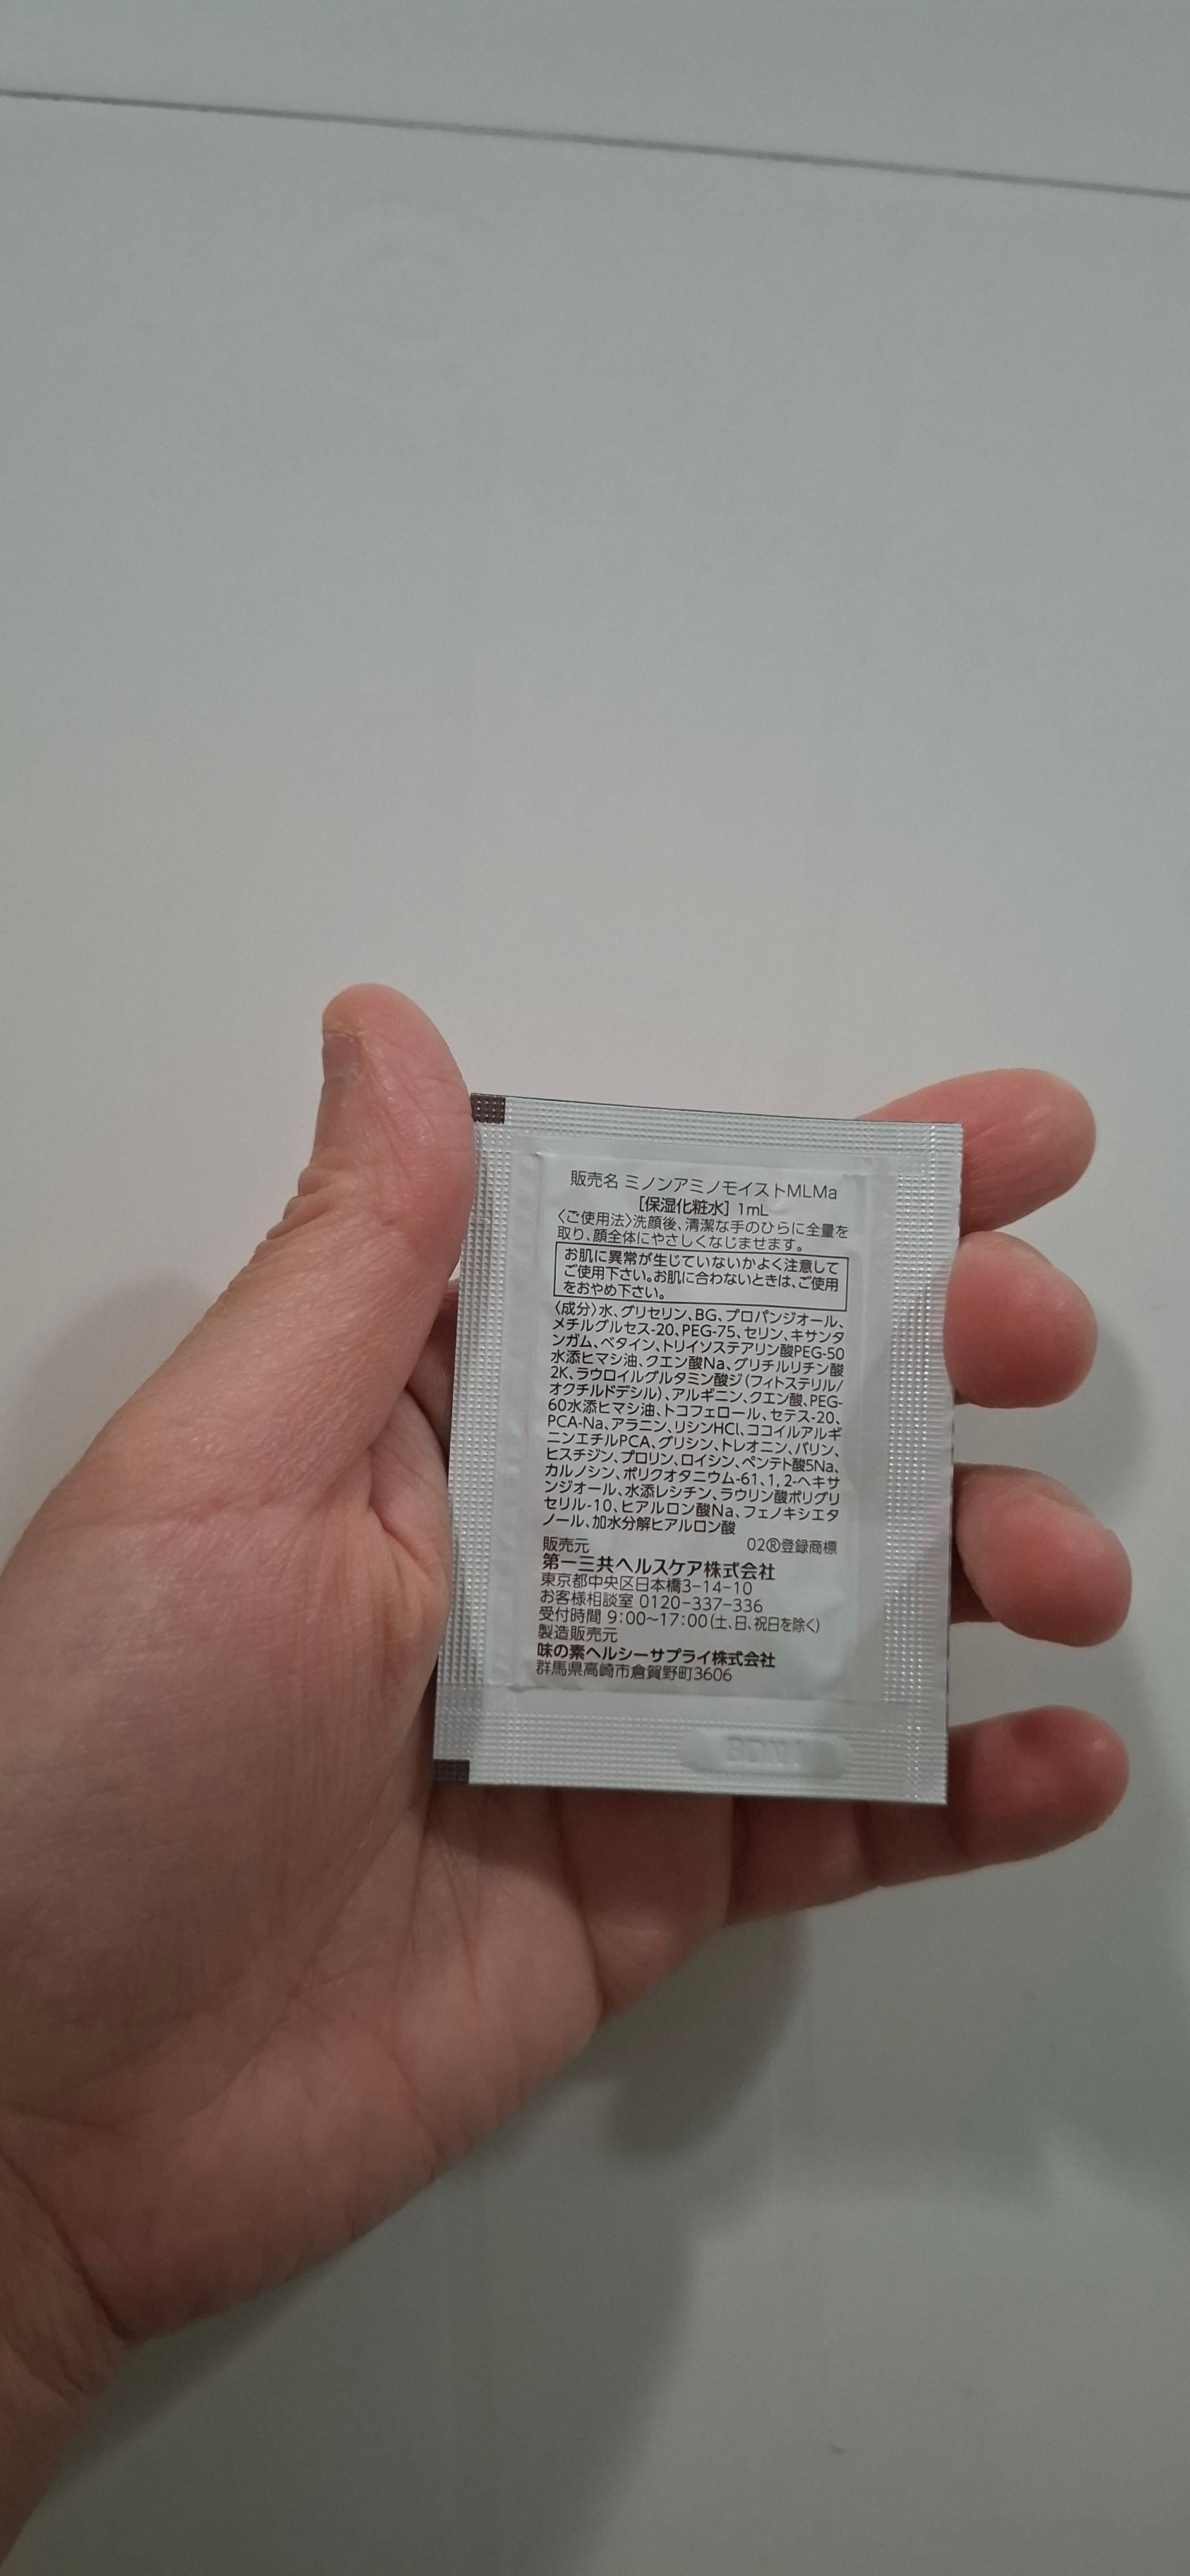 販売名 ミノンアミノモイストMLMa
[保湿化粧水] 1mL
〈ご使用法〉洗顔後、清潔な手のひらに全量を
取り、顔全体にやさしくなじませます。
お肌に異常が生じていないかよく注意して
ご使用下さい。お肌に合わないときは、ご使用
をおやめ下さい。
〈成分〉水、グリセリン、BG、プロパンジオール、
メチルグルセス-20、PEG-75、セリン、キサンタ
ンガム、ベタイン、トリイソステアリン酸PEG-50
水添ヒマシ油、クエン酸Na、グリチルリチン酸
2K、ラウロイルグルタミン酸ジ(フィトステリル/
オクチルドデシル)、アルギニン、クエン酸、PEG-
60水添ヒマシ油、トコフェロール、セテス-20、
PCA-Na、アラニン、リシンHCl、ココイルアルギ
ニンエチルPCA、グリシン、トレオニン、バリン、
ヒスチジン、プロリン、ロイシン、ペンテト酸5Na、
カルノシン、ポリクオタニウム-61、1,2-ヘキサ
ンジオール、水添レシチン、ラウリン酸ポリグリ
セリル-10、ヒアルロン酸Na、フェノキシエタ
ノール、加水分解ヒアルロン酸
02®登録商標
販売元
第一三共ヘルスケア株式会社
東京都中央区日本橋3-14-10
お客様相談室 0120-337-336
受付時間 9:00～17:00(土、日、祝日を除く)
製造販売元
味の素ヘルシーサプライ株式会社
群馬県高崎市倉賀野町3606